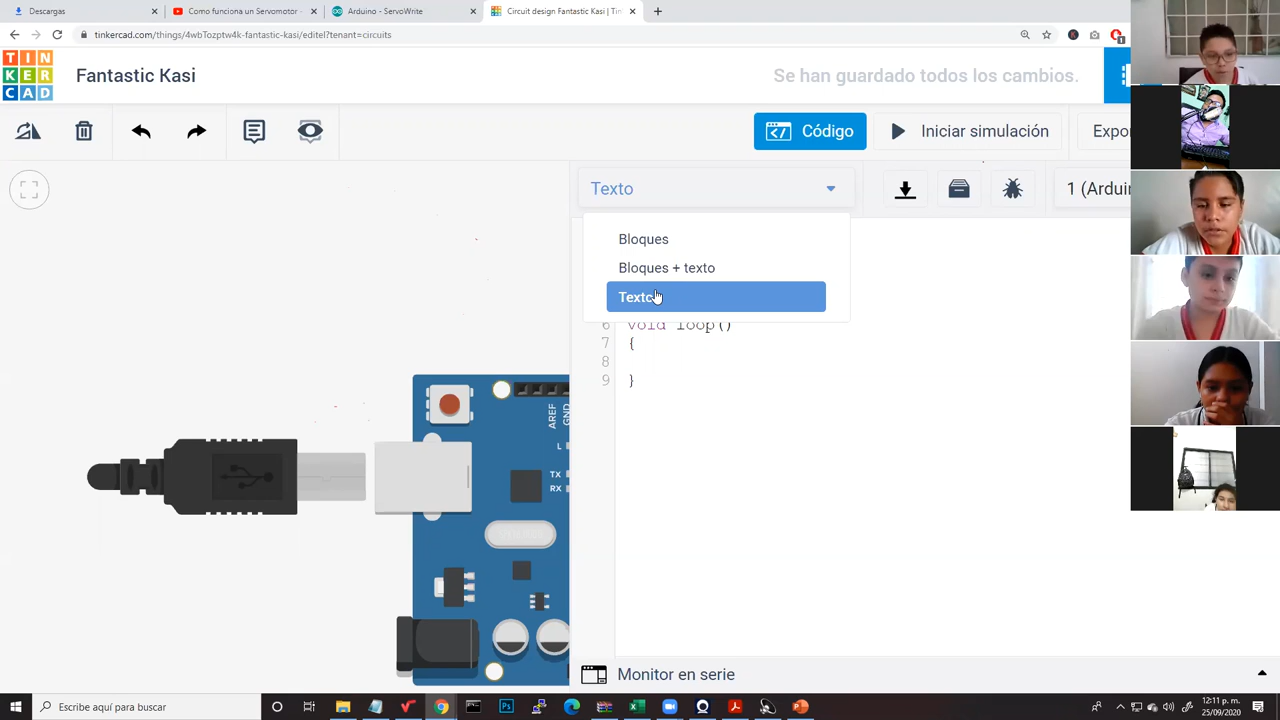 Descargas
Como funciona un Servomotor -
Arduino - ServoWrite
Circuit design Fantastic Kasi | Tin
tinkercad.com/things/4wbTozptw4k-fantastic-kasi/editel?tenant=circuits
TIN
KER
CAD
Fantastic Kasi
Se han guardado todos los cambios.
Código
Iniciar simulación
Expo
Texto
1 (Ardui
Bloques
Bloques + texto
Texto
6 void loop()
7 {
8
9 }
AREF
GND
L
TX
RX
Monitor en serie
Escribe aquí para buscar
12:11 p. m.
25/09/2020